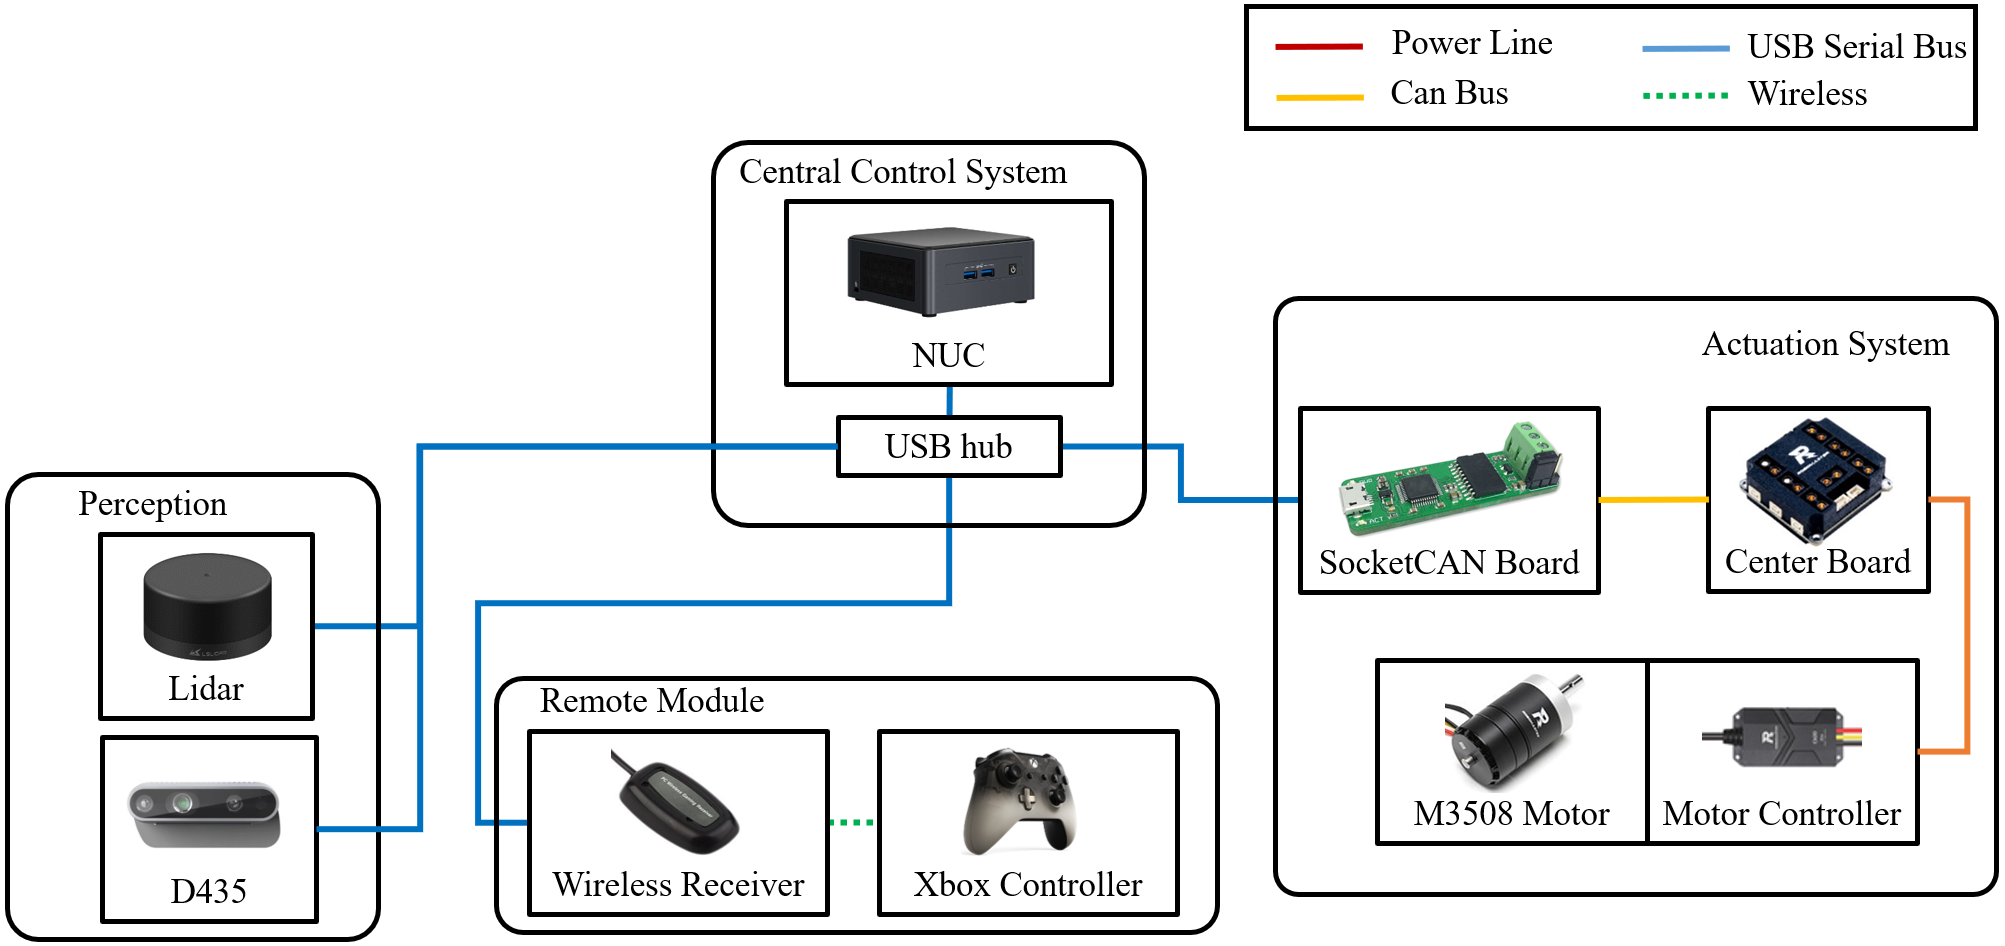 Power Line
USB Serial Bus
Can Bus
Wireless
Central Control System
NUC
USB hub
Actuation System
SocketCAN Board
Center Board
M3508 Motor
Motor Controller
Perception
Lidar
D435
Remote Module
Wireless Receiver
Xbox Controller
ACT